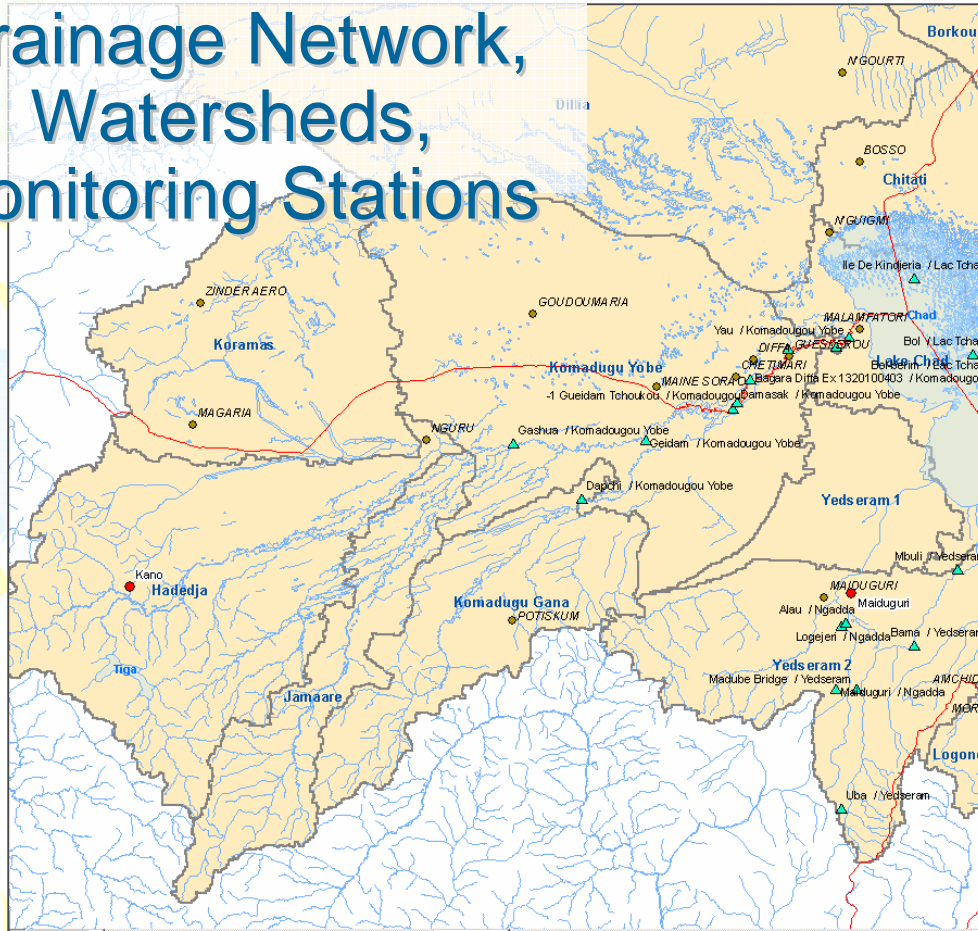 rainage Network,
Watersheds,
onitoring Stations
Borkou
N'GOURTI
Dillia
BOSSO
Chitati
N'GUIGMI
Ile De Kindjeria / Lac Tcha
ZINDER AERO
GOUDOUMARIA
MALAMFATORI
Chad
Yau / Komadougou Yobe
Koramas
DIFFA
GUESKEROU
Bol / Lac Tcha
Lake Chad
Komadugu Yobe
CHETIMARI
MAINE SOROA
Bagara Diffa Ex 1320100403 / Komadougo
-1 Gueidam Tchoukou / Komadougou
Damasak / Komadougou Yobe
MAGARIA
NGURU
Gashua / Komadougou Yobe
Geidam / Komadougou Yobe
Dapchi / Komadougou Yobe
Yedseram 1
Mbuli / Yedseram
Kano
Hadedja
MAIDUGURI
Maiduguri
Komadugu Gana
Alau / Ngadda
POTISKUM
Logejeri / Ngadda
Bama / Yedseram
Tiga
Yedseram 2
Madube Bridge / Yedseram
AMCHID
Maiduguri / Ngadda
Jamaare
MOR
Logon
Uba / Yedseram